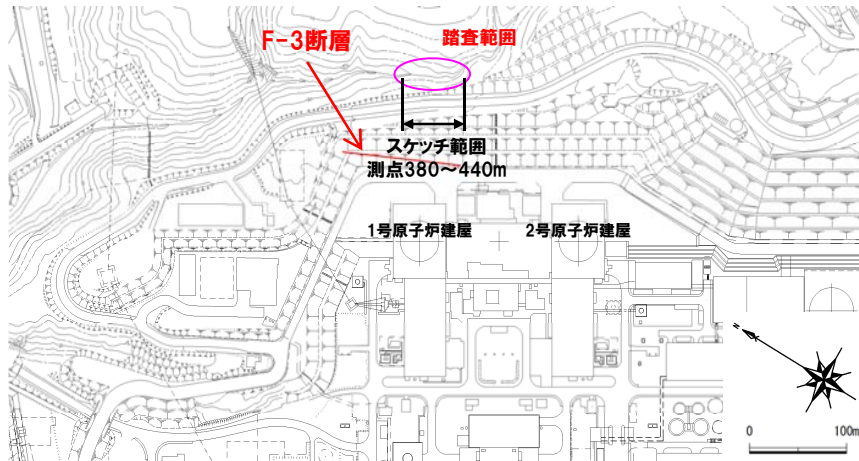 F-3断層
踏査範囲
スケッチ範囲
測点380～440m
1号原子炉建屋
2号原子炉建屋
N
0
100m